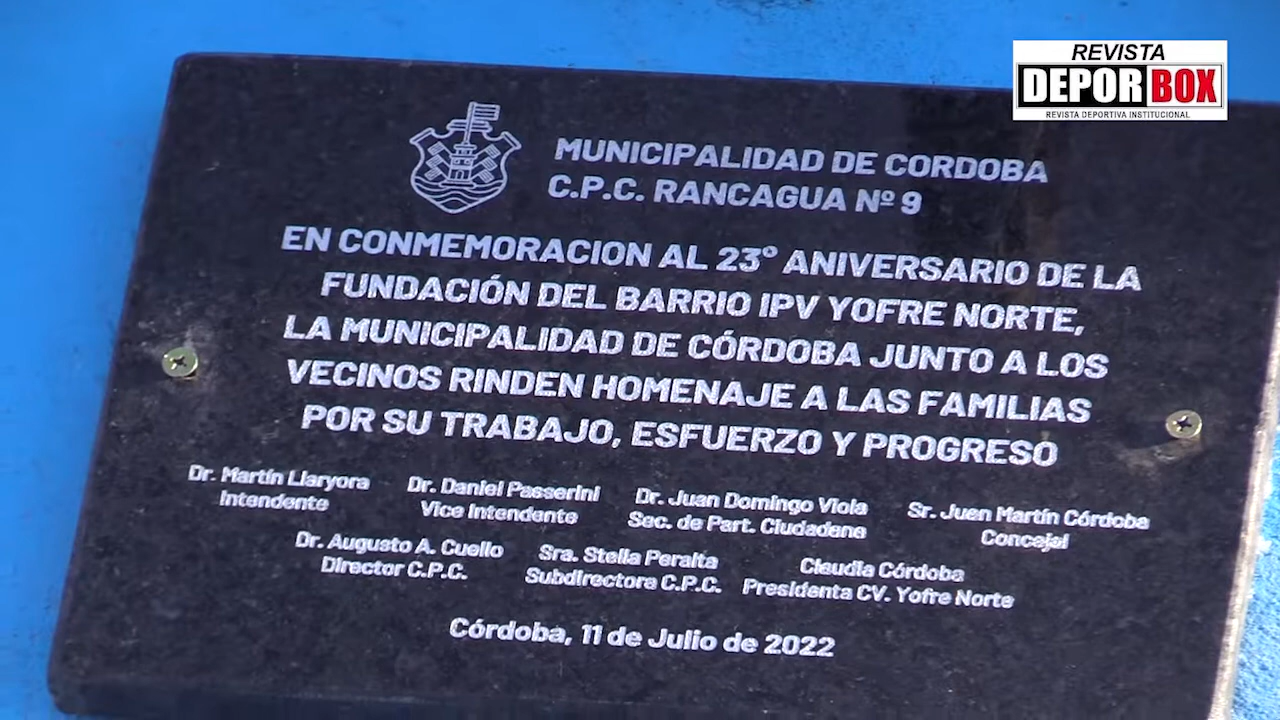 REVISTA
DEPORBOX
REVISTA DEPORTIVA INSTITUCIONAL
MUNICIPALIDAD DE CORDOBA
C.P.C. RANCAGUA Nº 9
EN CONMEMORACION AL 23° ANIVERSARIO DE LA
FUNDACIÓN DEL BARRIO IPV YOFRE NORTE,
LA MUNICIPALIDAD DE CÓRDOBA JUNTO A LOS
VECINOS RINDEN HOMENAJE A LAS FAMILIAS
POR SU TRABAJO, ESFUERZO Y PROGRESO
Dr. Martín Llaryora
Intendente
Dr. Daniel Passerini
Vice Intendente
Dr. Juan Domingo Viola
Sec. de Part. Ciudadana
Sr. Juan Martín Córdoba
Concejal
Dr. Augusto A. Cuello
Director C.P.C.
Sra. Stella Peralta
Subdirectora C.P.C.
Claudia Córdoba
Presidenta CV. Yofre Norte
Córdoba, 11 de Julio de 2022